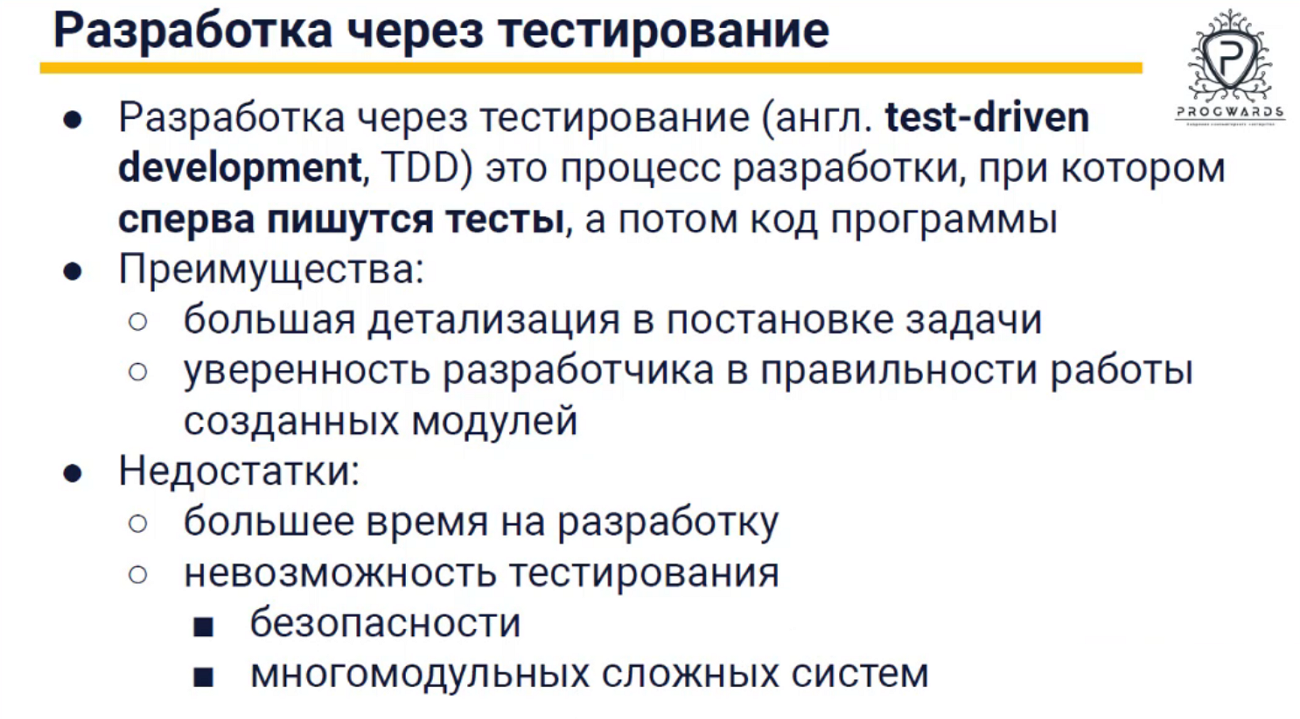 Разработка через тестирование
PROGWARDS
● Разработка через тестирование (англ. test-driven
development, TDD) это процесс разработки, при котором
сперва пишутся тесты, а потом код программы
● Преимущества:
○ большая детализация в постановке задачи
○ уверенность разработчика в правильности работы
созданных модулей
● Недостатки:
○ большее время на разработку
○ невозможность тестирования
■ безопасности
■ многомодульных сложных систем